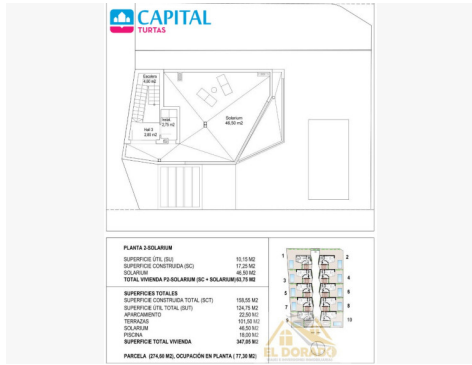 CAPITAL
TURTAS
Escalera
4,00 m2
Solarium
46,50 m2
2,70 m2
Hall 3
2,80 m2
PLANTA 2-SOLARIUM
SUPERFICIE ÚTIL (SU) 10,15 M2
SUPERFICIE CONSTRUIDA (SC) 17,25 M2
SOLARIUM 46,50 M2
TOTAL VIVIENDA P2-SOLARIUM (SC + SOLARIUM) 63,75 M2
SUPERFICIES TOTALES
SUPERFICIE CONSTRUIDA TOTAL (SCT) 158,55 M2
SUPERFICIE ÚTIL TOTAL (SUT) 124,75 M2
APARCAMIENTO 22,50 M2
TERRAZAS 101,50 M2
SOLARIUM 46,50 M2
PISCINA 18,00 M2
SUPERFICIE TOTAL VIVIENDA 347,05 M2
PARCELA (274,60 M2), OCUPACIÓN EN PLANTA ( 77,30 M2)
1 2
3 4
5 6
7 8
9 10
EL DORADO